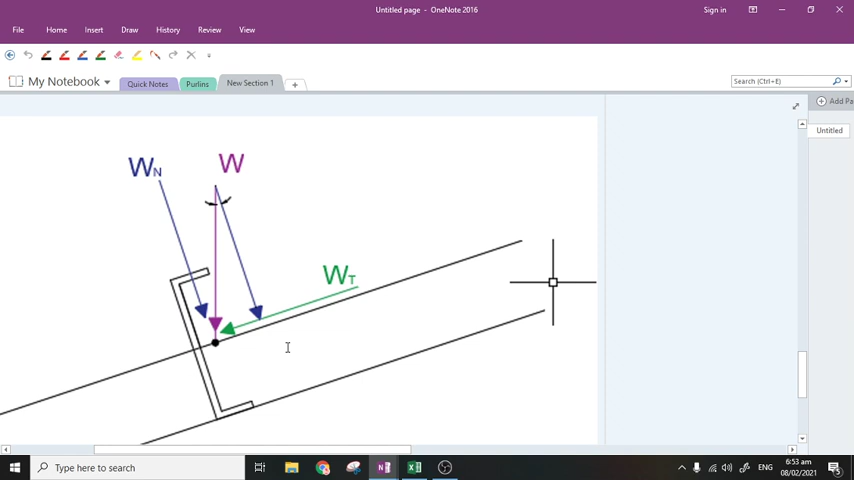 Untitled page - OneNote 2016
Sign in
File Home Insert Draw History Review View
My Notebook Quick Notes Purlins New Section 1
Search (Ctrl+E)
Add Pa
Untitled
WN W
WT
Type here to search
ENG
6:53 am
08/02/2021
5